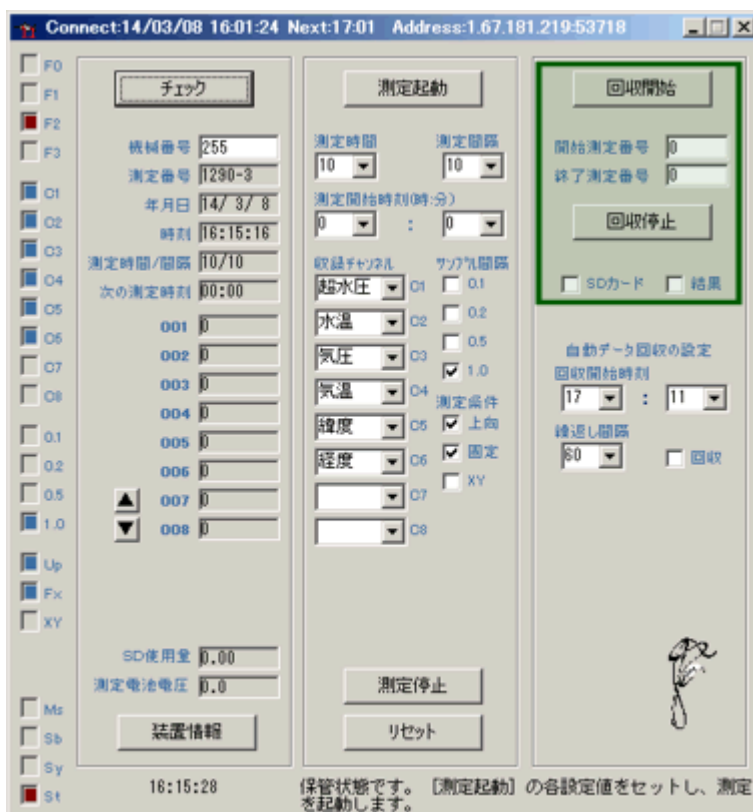 Connect:14/03/08 16:01:24 Next:17:01 Address:1.67.181.219:53718
F0
F1
F2
F3
C1
C2
C3
C4
C5
C6
C7
C8
0.1
0.2
0.5
1.0
Up
Fx
XY
Ms
Sb
Sy
St
チェック
機械番号 255
測定番号 1290-3
年月日 14/ 3/ 8
時刻 16:15:16
測定時間/間隔 10/10
次の測定時刻 00:00
001 0
002 0
003 0
004 0
005 0
006 0
007 0
008 0
SD使用量 0.00
測定電池電圧 0.0
装置情報
16:15:28
測定起動
測定時間 測定間隔
10 10
測定開始時刻(時:分)
0 : 0
収録チャンネル サンプル間隔
超水圧 C1 0.1
水温 C2 0.2
気圧 C3 0.5
気温 C4 1.0
測定条件
緯度 C5 上向
経度 C6 固定
C7 XY
C8
測定停止
リセット
回収開始
開始測定番号 0
終了測定番号 0
回収停止
SDカード 結果
自動データ回収の設定
回収開始時刻
17 : 11
繰返し間隔
60 回収
保管状態です。 [測定起動] の各設定値をセットし、測定
を起動します。